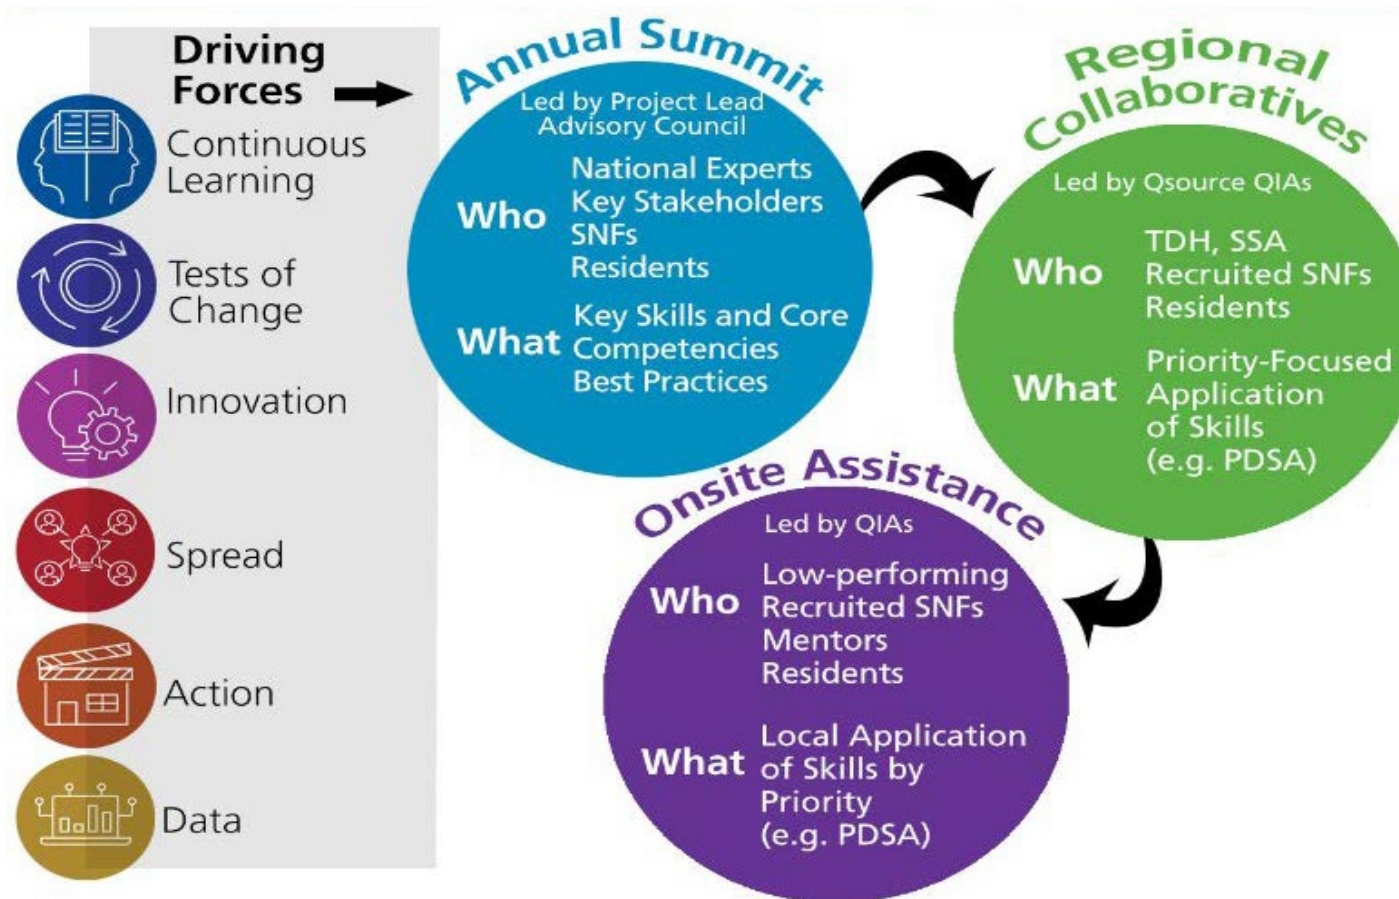 Driving
Forces
Continuous
Learning
Tests of
Change
Innovation
Spread
Action
Data
Annual Summit
Led by Project Lead
Advisory Council
Who
National Experts
Key Stakeholders
SNFs
Residents
What
Key Skills and Core
Competencies
Best Practices
Regional
Collaboratives
Led by Qsource QIAs
Who
TDH, SSA
Recruited SNFs
Residents
What
Priority-Focused
Application
of Skills
(e.g. PDSA)
Onsite Assistance
Led by QIAs
Who
Low-performing
Recruited SNFs
Mentors
Residents
What
Local Application
of Skills by
Priority
(e.g. PDSA)